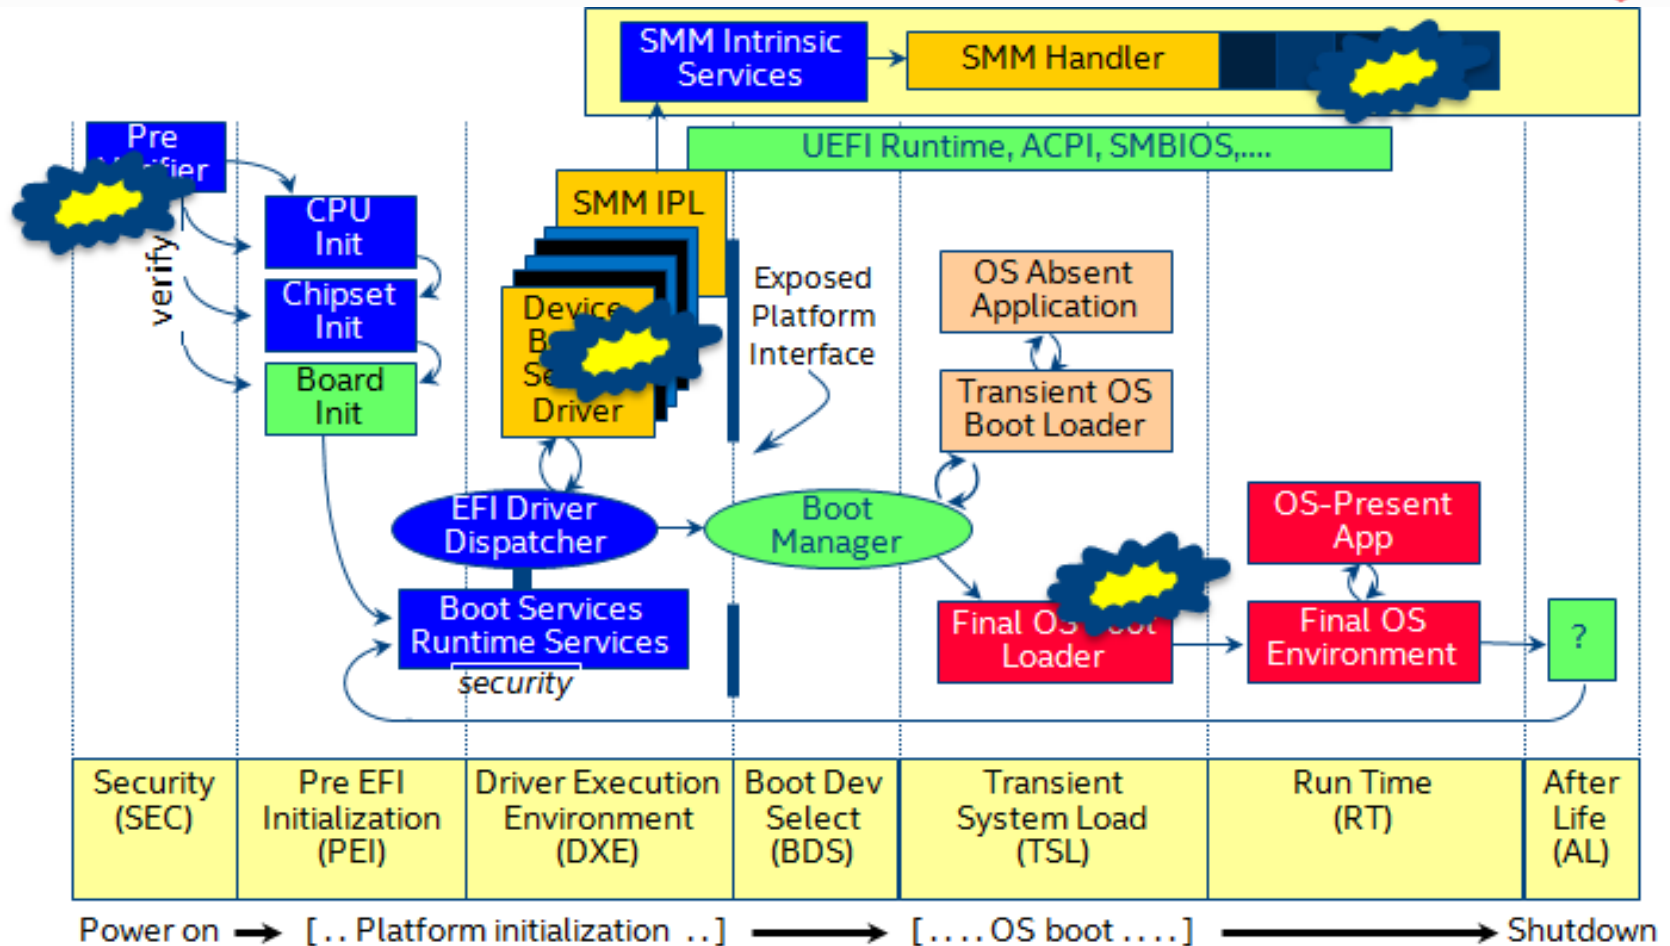 SMM Intrinsic
Services
SMM Handler
UEFI Runtime, ACPI, SMBIOS,....
Pre
verify
CPU
Init
Chipset
Init
Board
Init
SMM IPL
Device
Driver
Exposed
Platform
Interface
OS Absent
Application
Transient OS
Boot Loader
EFI Driver
Dispatcher
Boot
Manager
OS-Present
App
Boot Services
Runtime Services
security
Final OS
Loader
Final OS
Environment
?
Security
(SEC)
Pre EFI
Initialization
(PEI)
Driver Execution
Environment
(DXE)
Boot Dev
Select
(BDS)
Transient
System Load
(TSL)
Run Time
(RT)
After
Life
(AL)
Power on
[.. Platform initialization ..]
[.... OS boot ....]
Shutdown